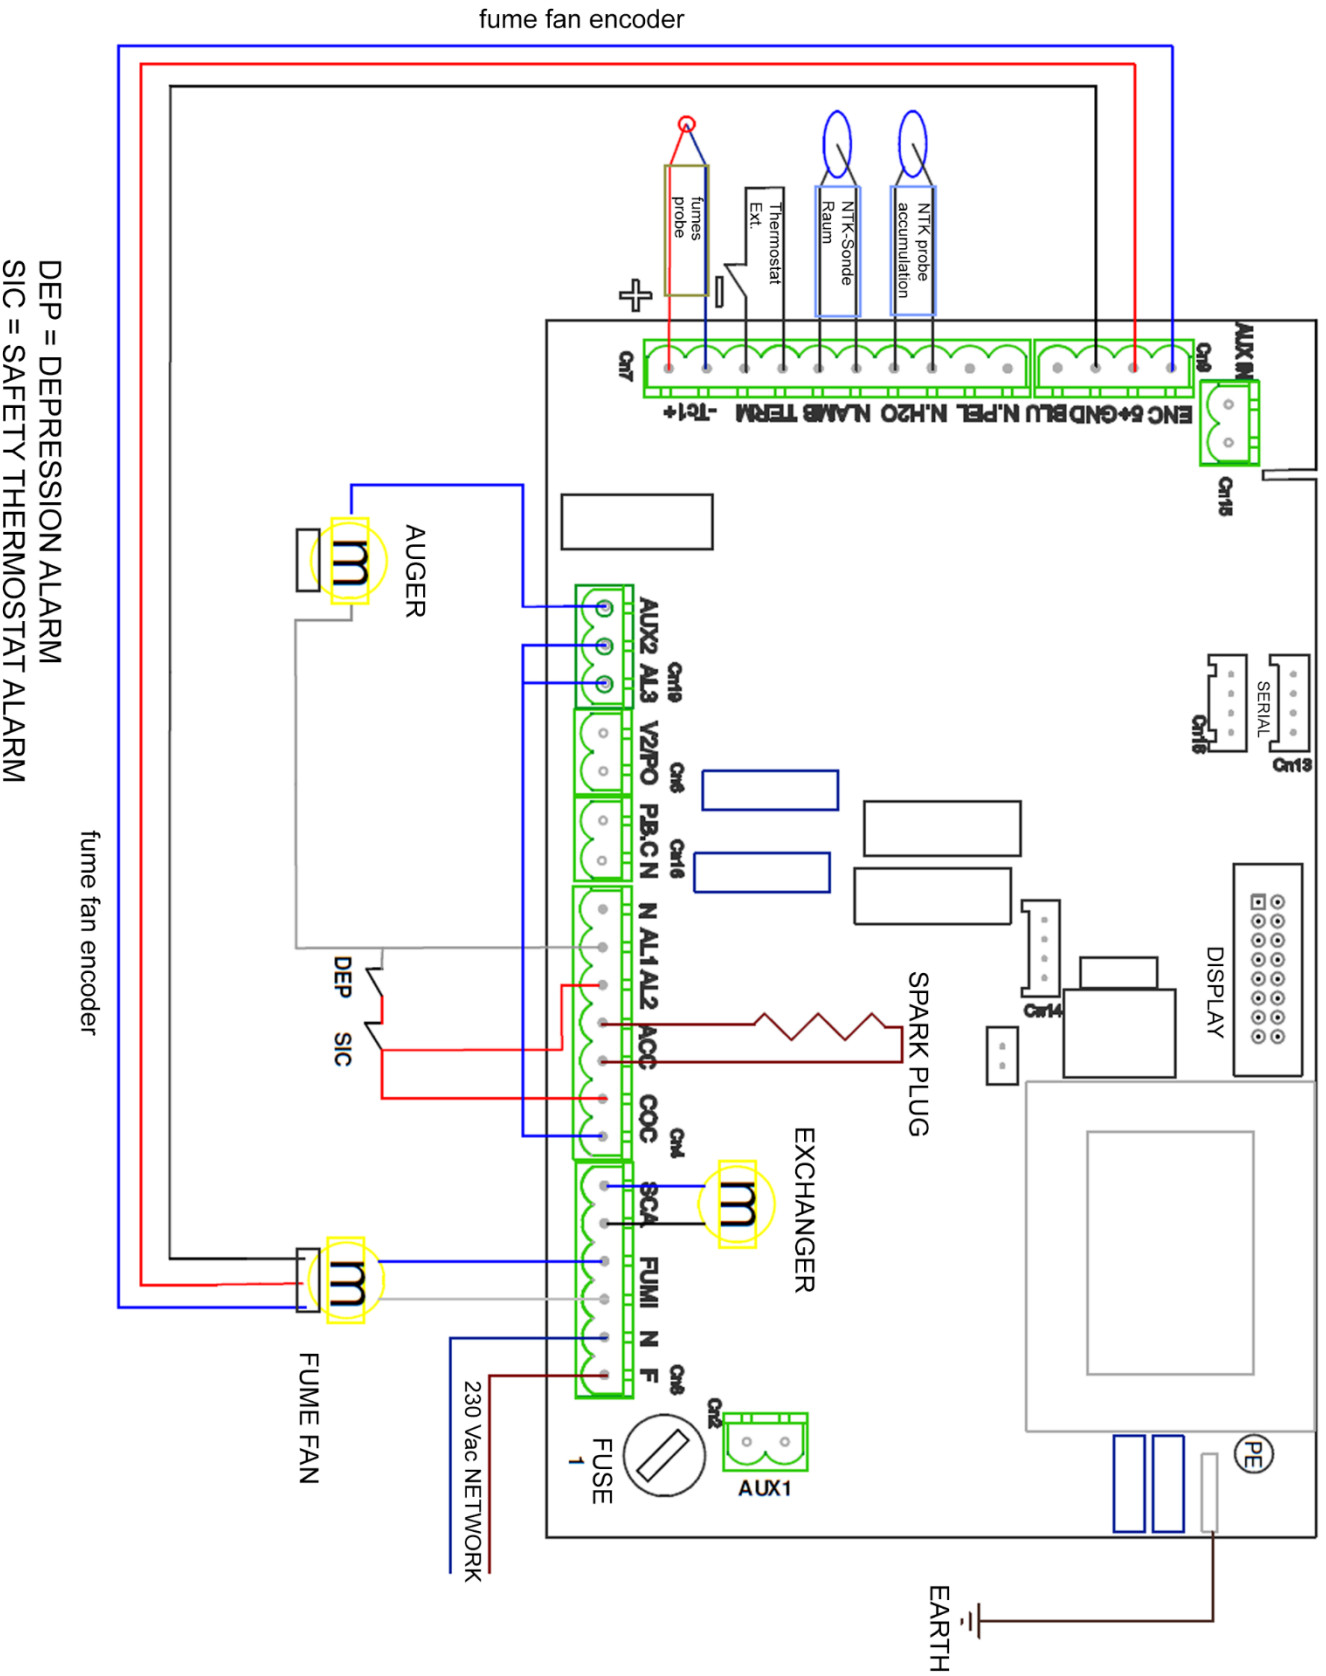 fume fan encoder
fumes
probe
Thermostat
Ext.
NTK-Sonde
Raum
NTK probe
accumulation
Cn7
Cn9
AUX IN
+Tc1-
TERM
N.AMB
N.H2O
N.PEL
BLU
GND
+5
ENC
Cn15
DEP = DEPRESSION ALARM
SIC = SAFETY THERMOSTAT ALARM
AUGER
m
AUX2
AL3
Cn19
V2/PO
Cn6
P.B.C N
Cn16
N AL1 AL2
ACC
COC
Cn4
SERIAL
Cn18
Cn13
DISPLAY
Cn14
SPARK PLUG
EXCHANGER
m
DEP
SIC
fume fan encoder
SCA
FUMI
N
F
Cn8
m
FUME FAN
230 Vac NETWORK
FUSE
1
Cn2
AUX1
PE
EARTH